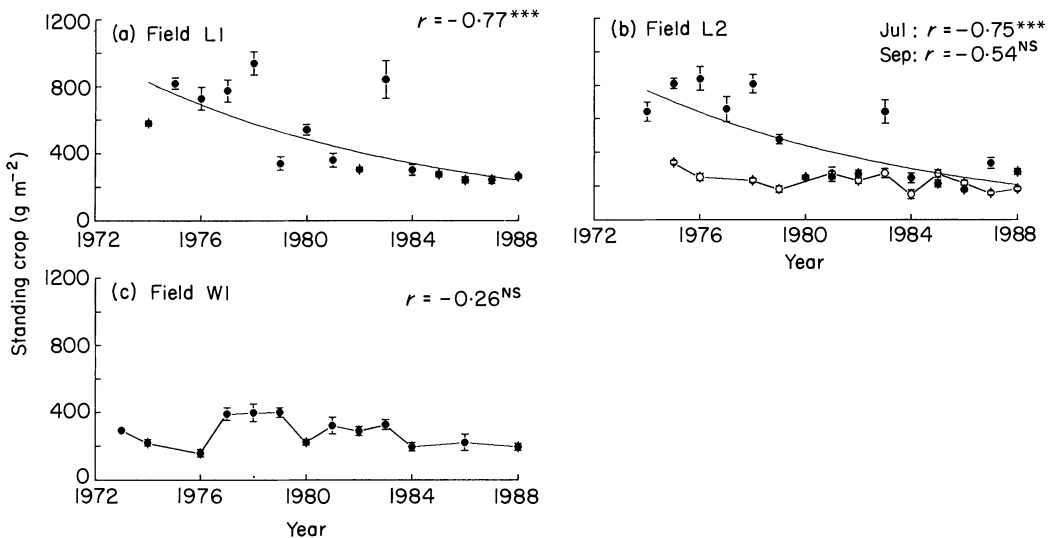 Standing crop (g m⁻²)
(a) Field L1
r = −0·77***
1200
800
400
0
1972 1976 1980 1984 1988
(b) Field L2
Jul: r = −0·75***
Sep: r = −0·54NS
1972 1976 1980 1984 1988
Year
(c) Field W1
r = −0·26NS
1200
800
400
0
1972 1976 1980 1984 1988
Year